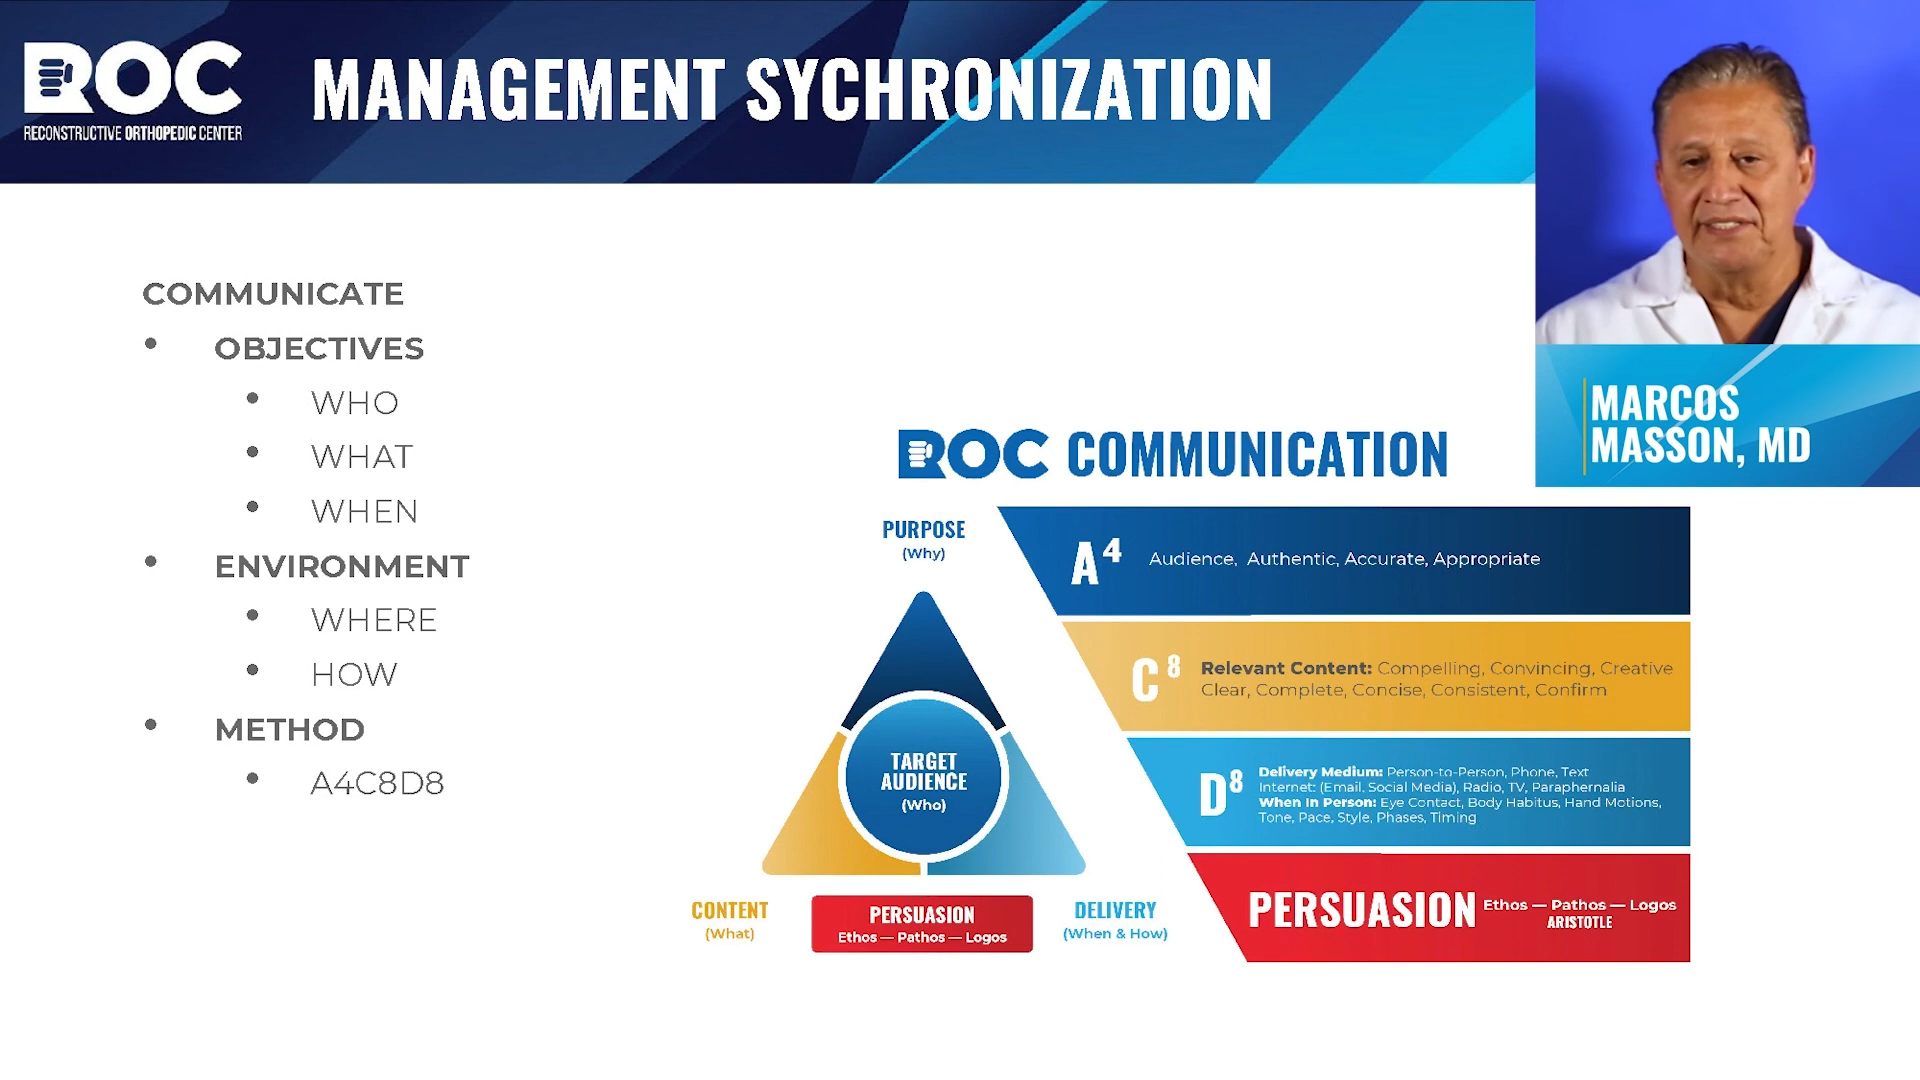 ROC
RECONSTRUCTIVE ORTHOPEDIC CENTER
MANAGEMENT SYCHRONIZATION
MARCOS
MASSON, MD
COMMUNICATE
• OBJECTIVES
• WHO
• WHAT
• WHEN
• ENVIRONMENT
• WHERE
• HOW
• METHOD
• A4C8D8
ROC COMMUNICATION
PURPOSE
(Why)
TARGET
AUDIENCE
(Who)
CONTENT
(What)
PERSUASION
Ethos — Pathos — Logos
DELIVERY
(When & How)
A⁴ Audience, Authentic, Accurate, Appropriate
C⁸ Relevant Content: Compelling, Convincing, Creative
Clear, Complete, Concise, Consistent, Confirm
D⁸ Delivery Medium: Person-to-Person, Phone, Text
Internet: (Email, Social Media), Radio, TV, Paraphernalia
When In Person: Eye Contact, Body Habitus, Hand Motions,
Tone, Pace, Style, Phases, Timing
PERSUASION Ethos — Pathos — Logos
ARISTOTLE